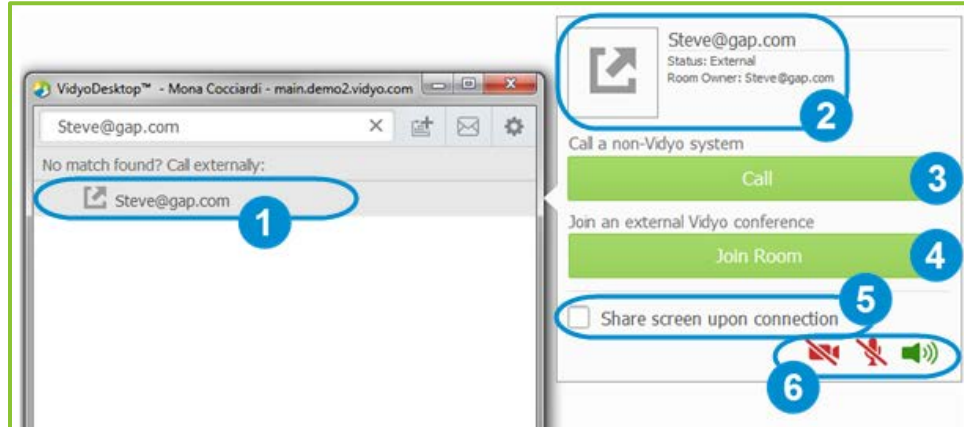 VidyoDesktop™ - Mona Cocciardi - main.demo2.vidyo.com
Steve@gap.com
No match found? Call externally:
Steve@gap.com
1
Steve@gap.com
Status: External
Room Owner: Steve@gap.com
2
Call a non-Vidyo system
Call
3
Join an external Vidyo conference
Join Room
4
5
Share screen upon connection
6